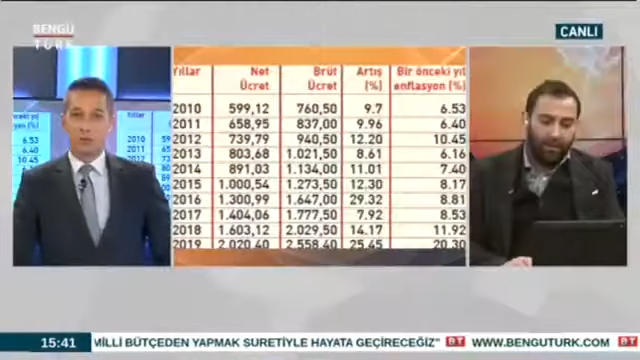 BENGÜ
TÜRK
CANLI
Yıllar Net Ücret Brüt Ücret Artış (%) Bir önceki yıl enflasyon (%)
2010 599,12 760,50 9.7 6.53
2011 658,95 837,00 9.96 6.40
2012 739,79 940,50 12.20 10.45
2013 803,68 1.021,50 8.61 6.16
2014 891,03 1.134,00 11.01 7.40
2015 1.000,54 1.273,50 12.30 8.17
2016 1.300,99 1.647,00 29.32 8.81
2017 1.404,06 1.777,50 7.92 8.53
2018 1.603,12 2.029,50 14.17 11.92
2019 2.020,40 2.558,40 25.45 20.30
15:41 MİLLİ BÜTÇEDEN YAPMAK SURETİYLE HAYATA GEÇİRECEĞİZ" BT WWW.BENGUTURK.COM